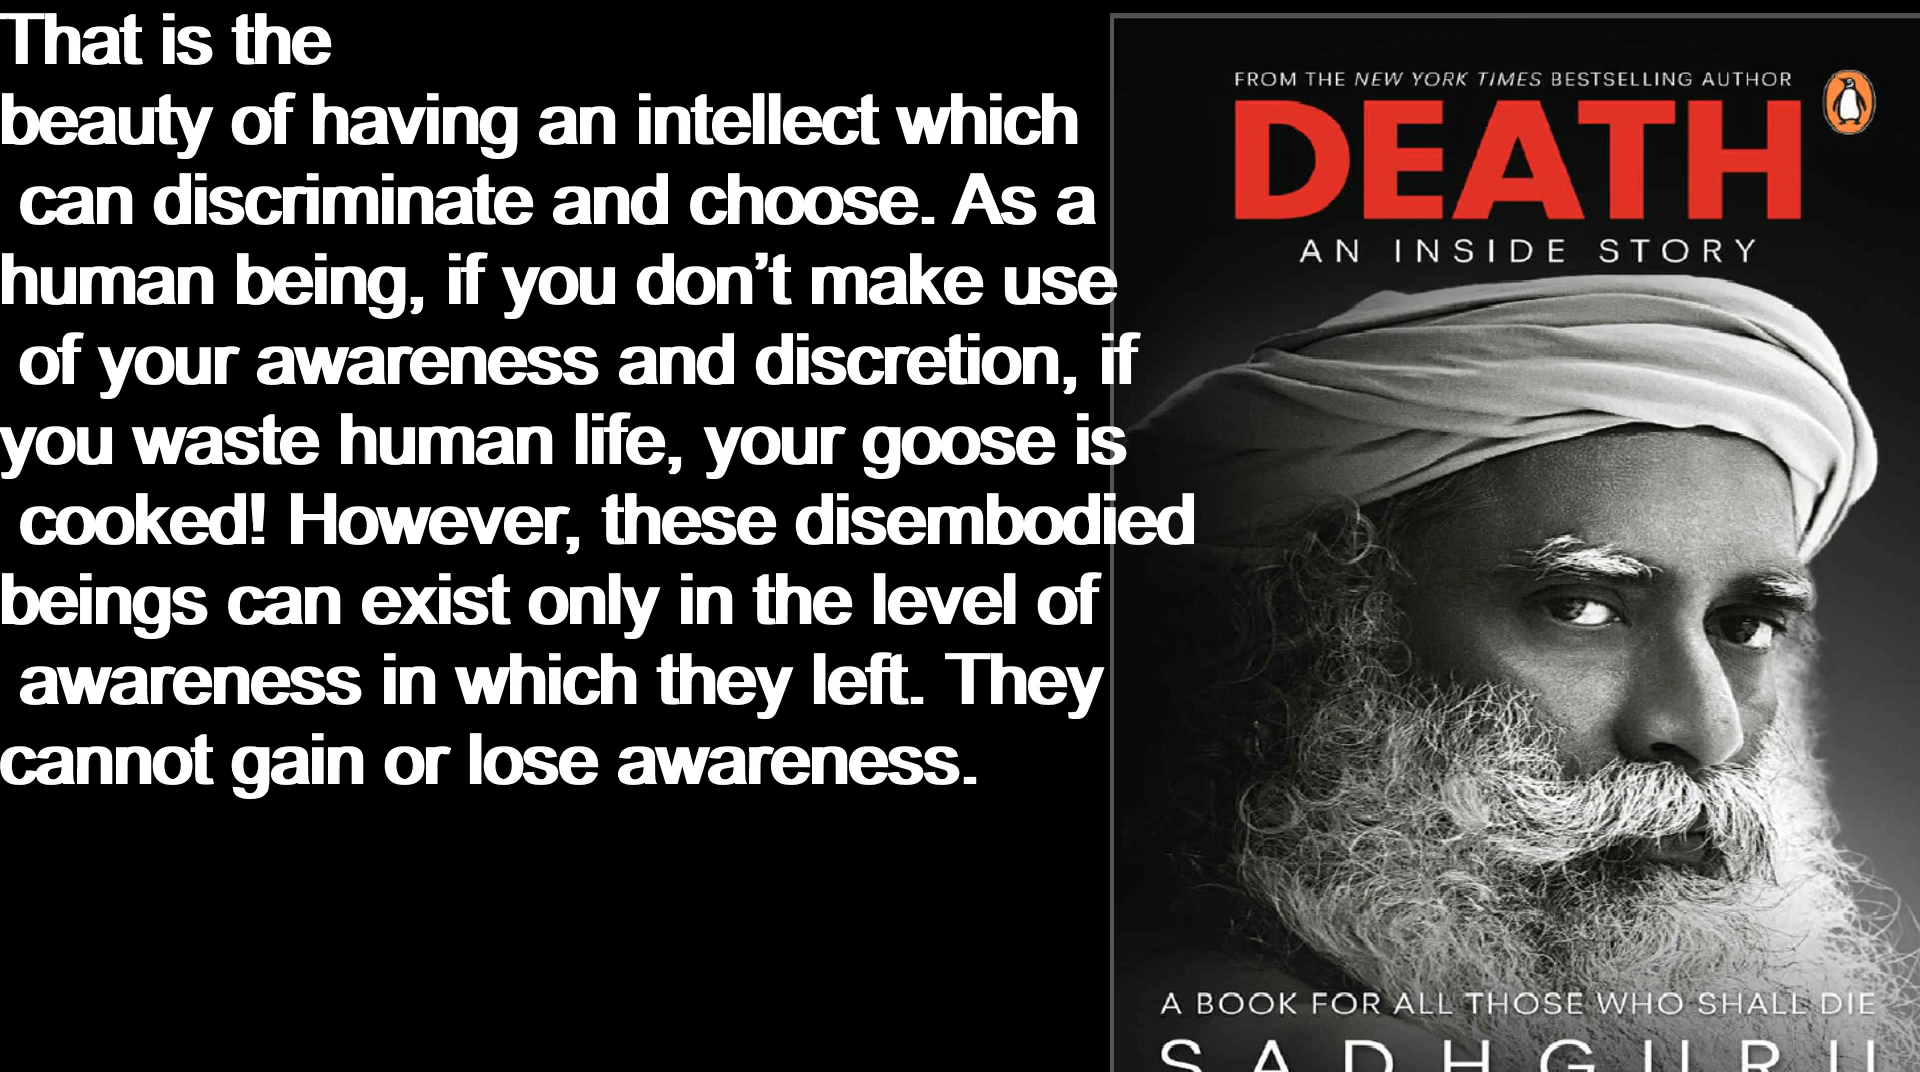 That is the
beauty of having an intellect which
can discriminate and choose. As a
human being, if you don’t make use
of your awareness and discretion, if
you waste human life, your goose is
cooked! However, these disembodied
beings can exist only in the level of
awareness in which they left. They
cannot gain or lose awareness.
FROM THE NEW YORK TIMES BESTSELLING AUTHOR
DEATH
AN INSIDE STORY
A BOOK FOR ALL THOSE WHO SHALL DIE
SADHGURU